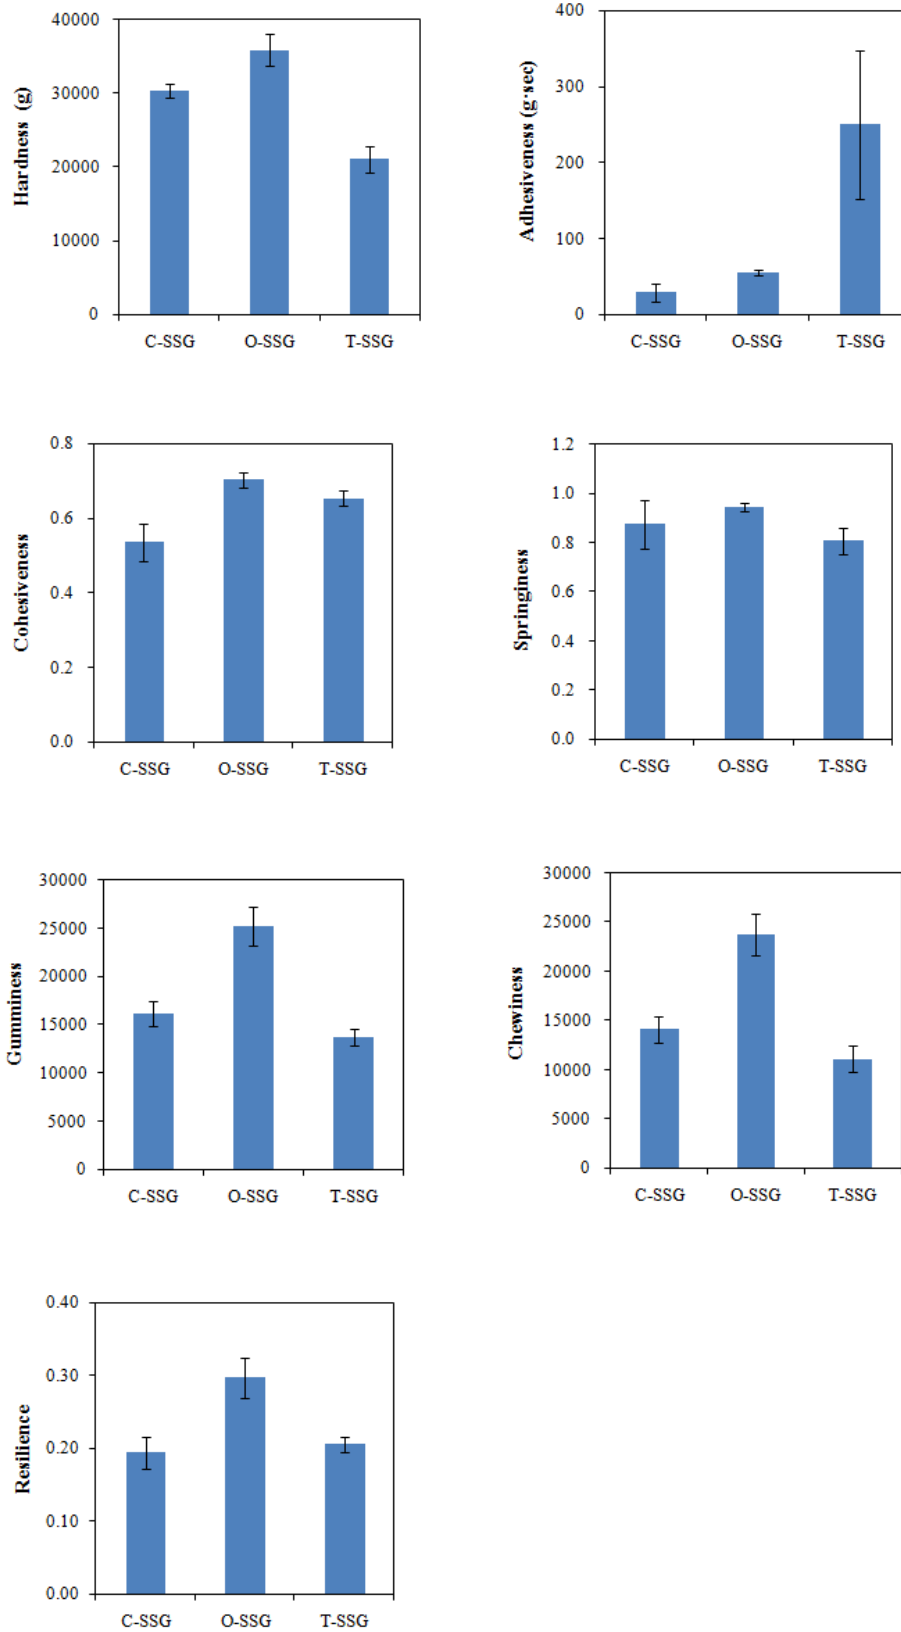 Hardness (g)
40000
30000
20000
10000
0
C-SSG O-SSG T-SSG
Adhesiveness (g·sec)
400
300
200
100
0
C-SSG O-SSG T-SSG
Cohesiveness
0.8
0.6
0.4
0.2
0.0
C-SSG O-SSG T-SSG
Springiness
1.2
1.0
0.8
0.6
0.4
0.2
0.0
C-SSG O-SSG T-SSG
Gumminess
30000
25000
20000
15000
10000
5000
0
C-SSG O-SSG T-SSG
Chewiness
30000
25000
20000
15000
10000
5000
0
C-SSG O-SSG T-SSG
Resilience
0.40
0.30
0.20
0.10
0.00
C-SSG O-SSG T-SSG